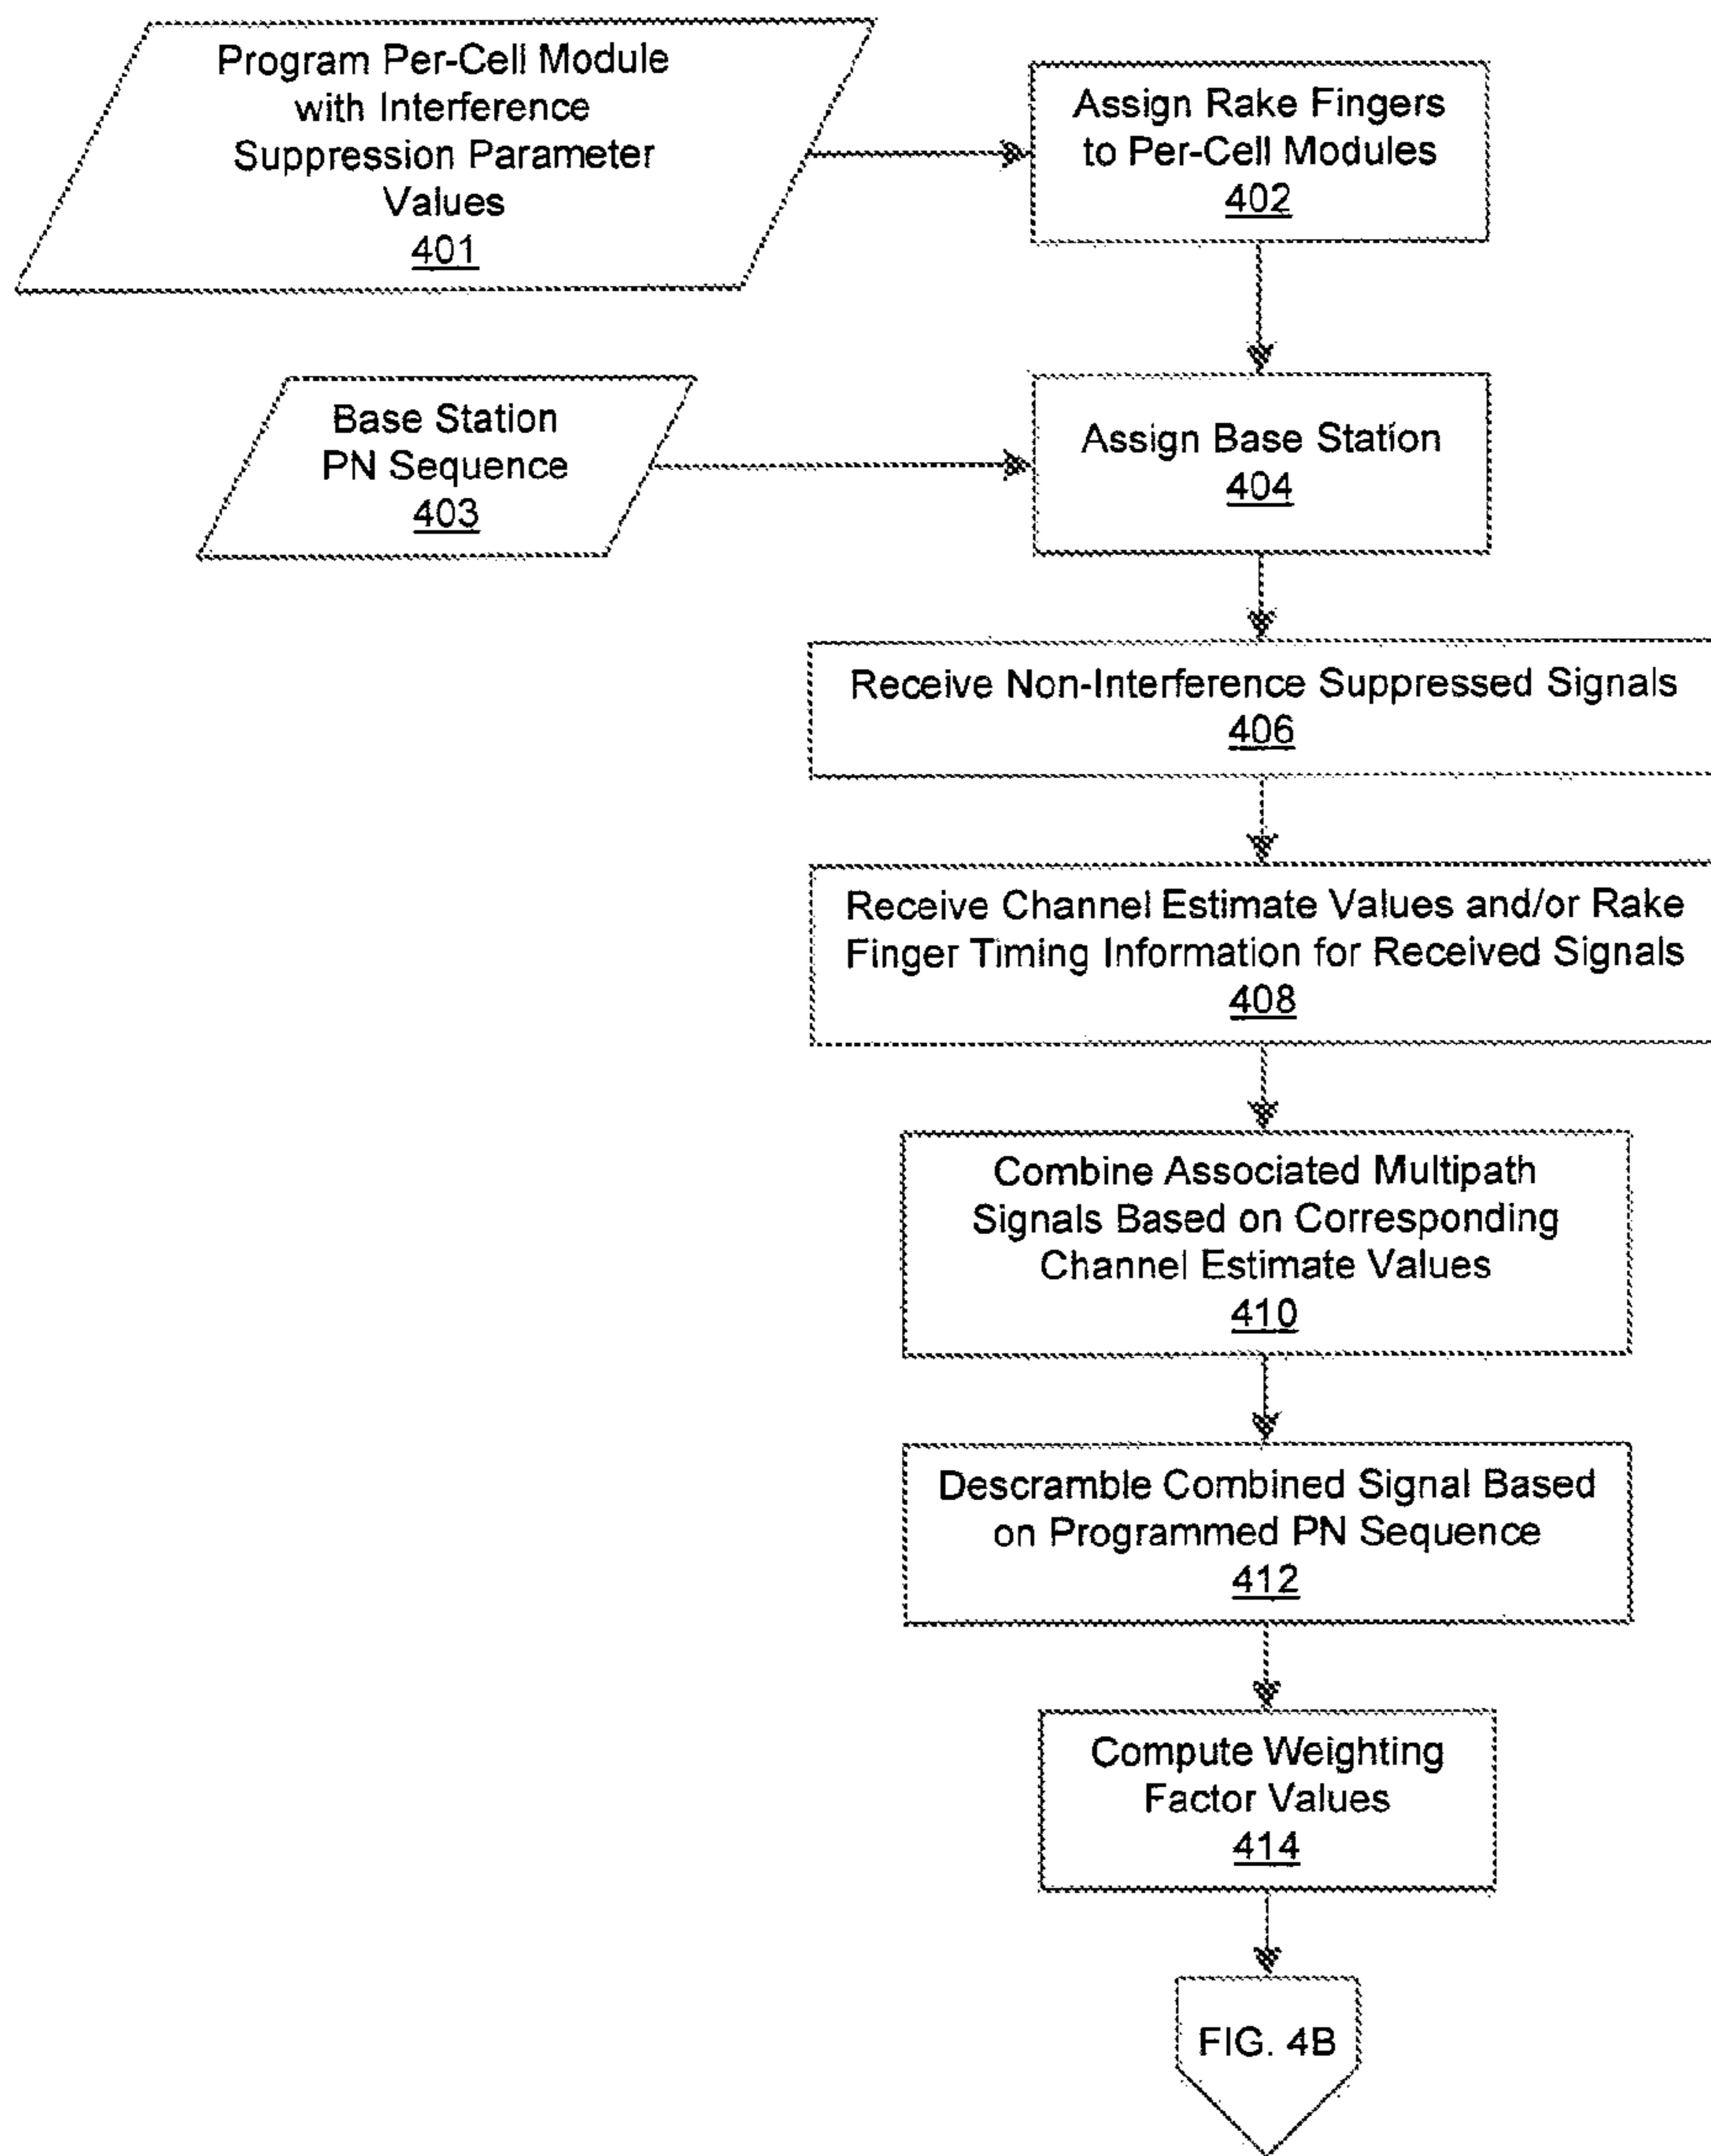 Program Per-Cell Module
with Interference
Suppression Parameter
Values
401
Assign Rake Fingers
to Per-Cell Modules
402
Base Station
PN Sequence
403
Assign Base Station
404
Receive Non-Interference Suppressed Signals
406
Receive Channel Estimate Values and/or Rake
Finger Timing Information for Received Signals
408
Combine Associated Multipath
Signals Based on Corresponding
Channel Estimate Values
410
Descramble Combined Signal Based
on Programmed PN Sequence
412
Compute Weighting
Factor Values
414
FIG. 4B